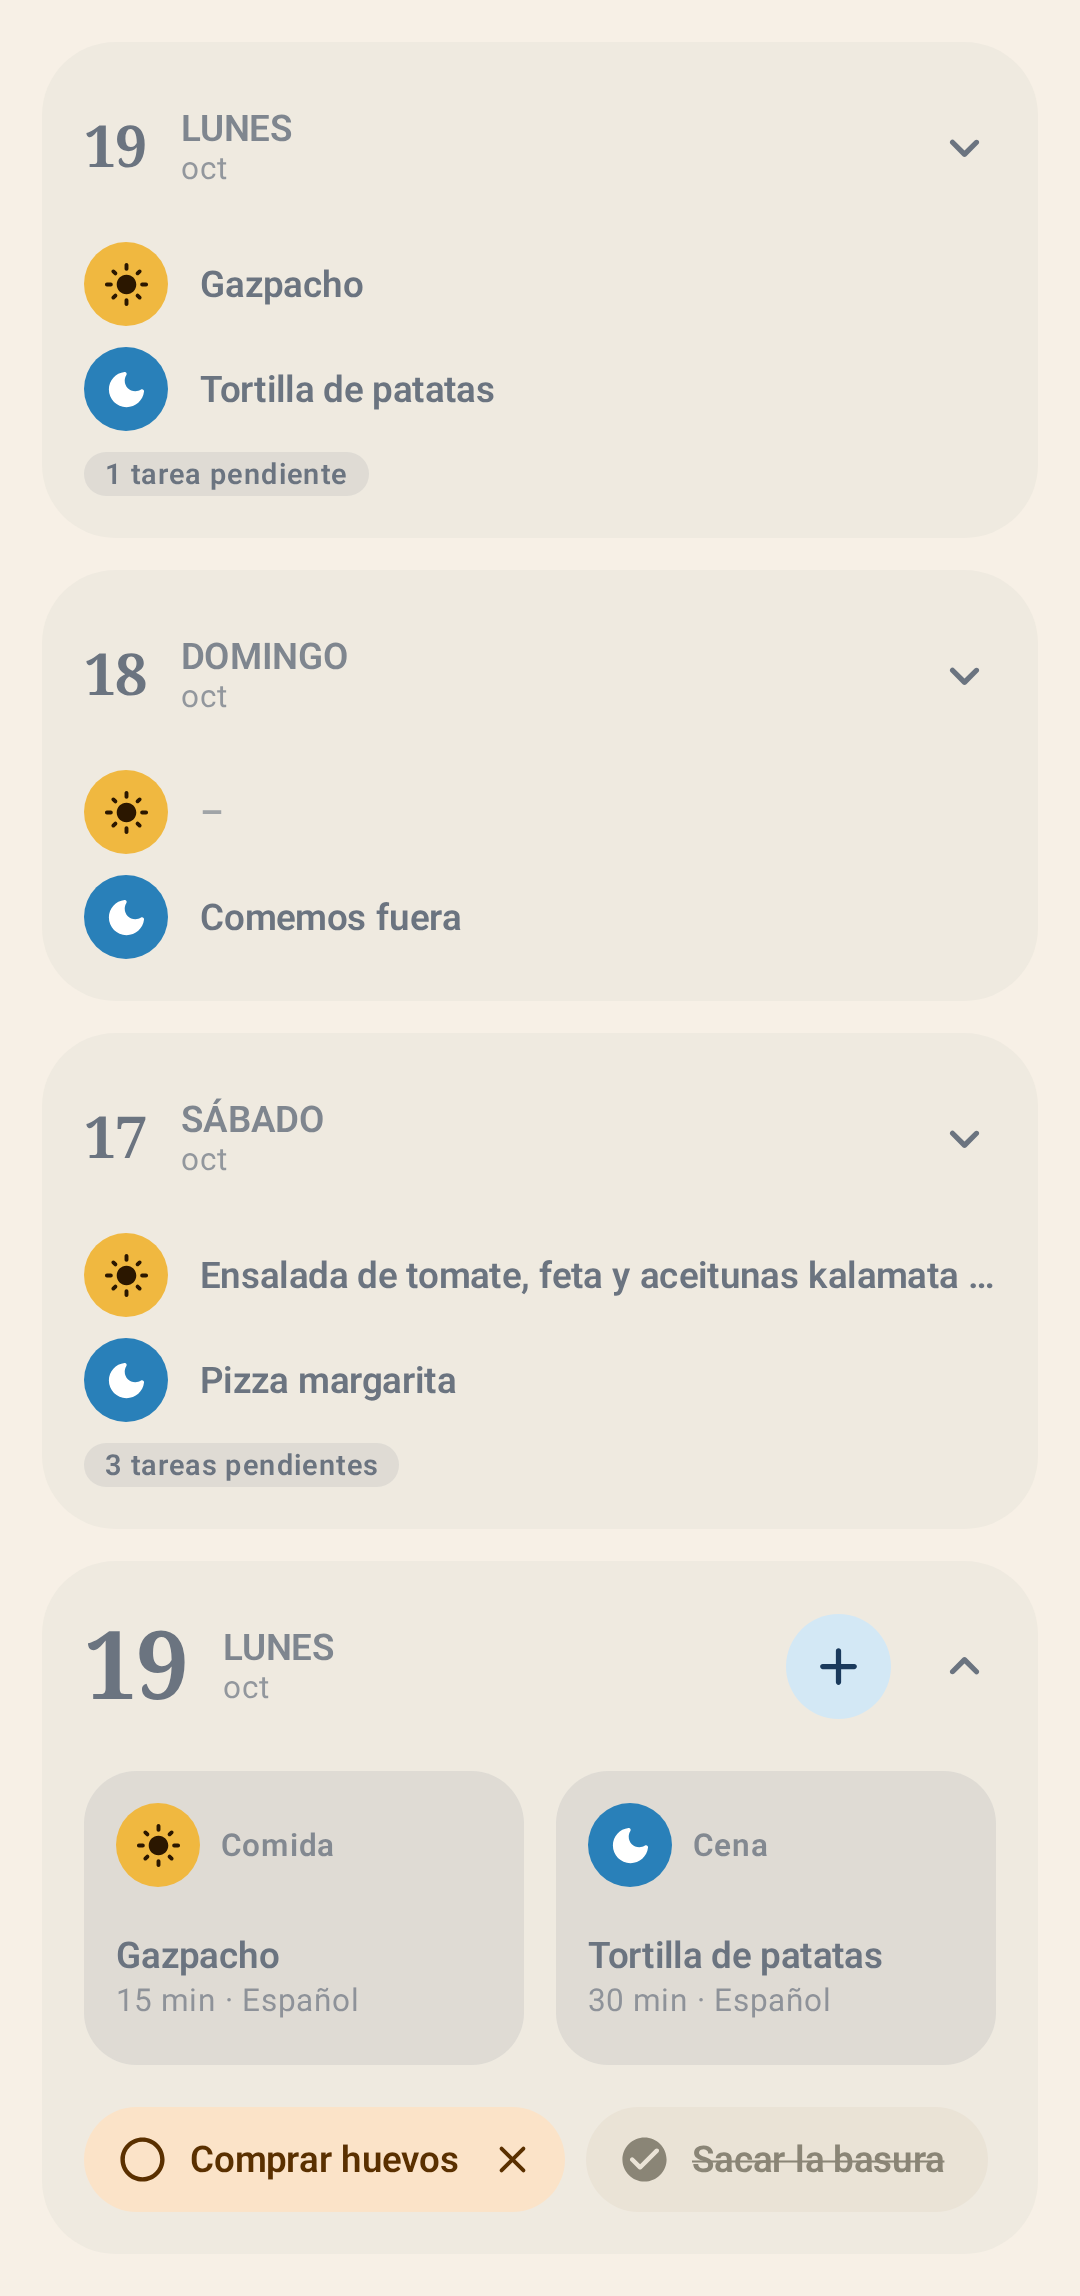 19 LUNES
oct
Gazpacho
Tortilla de patatas
1 tarea pendiente
18 DOMINGO
oct
–
Comemos fuera
17 SÁBADO
oct
Ensalada de tomate, feta y aceitunas kalamata …
Pizza margarita
3 tareas pendientes
19 LUNES
oct
Comida
Gazpacho
15 min · Español
Cena
Tortilla de patatas
30 min · Español
Comprar huevos
Sacar la basura